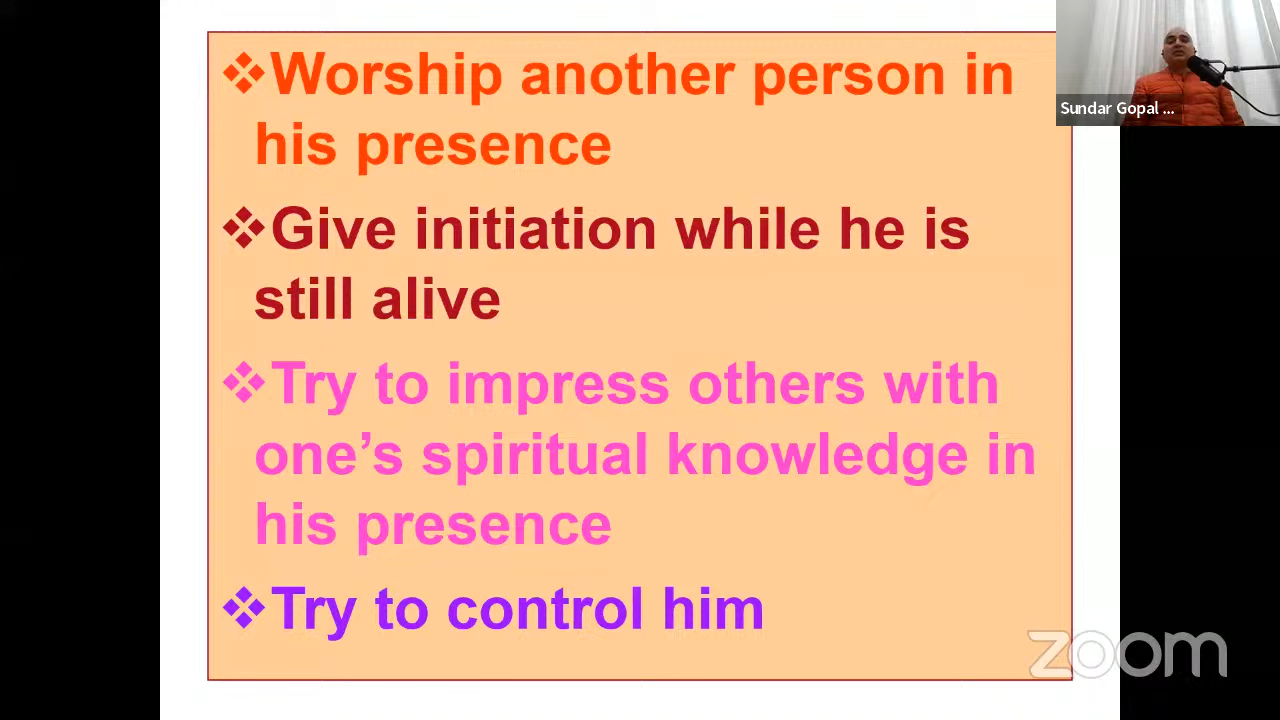 ❖Worship another person in
his presence
❖Give initiation while he is
still alive
❖Try to impress others with
one’s spiritual knowledge in
his presence
❖Try to control him
Sundar Gopal ...
zoom